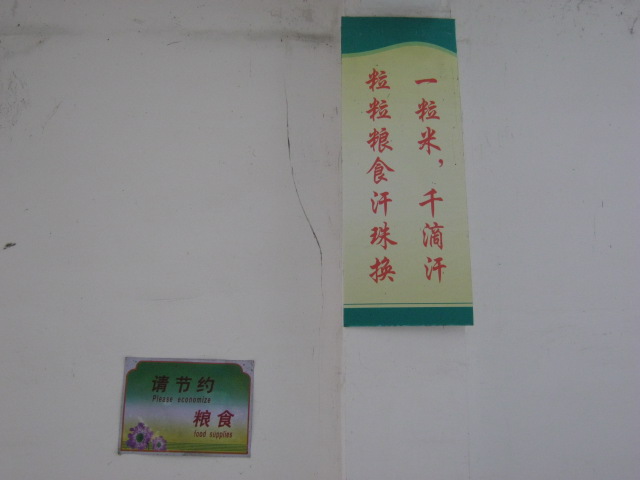 一粒米，千滴汗
粒粒粮食汗珠换
请节约
Please economize
粮食
food supplies